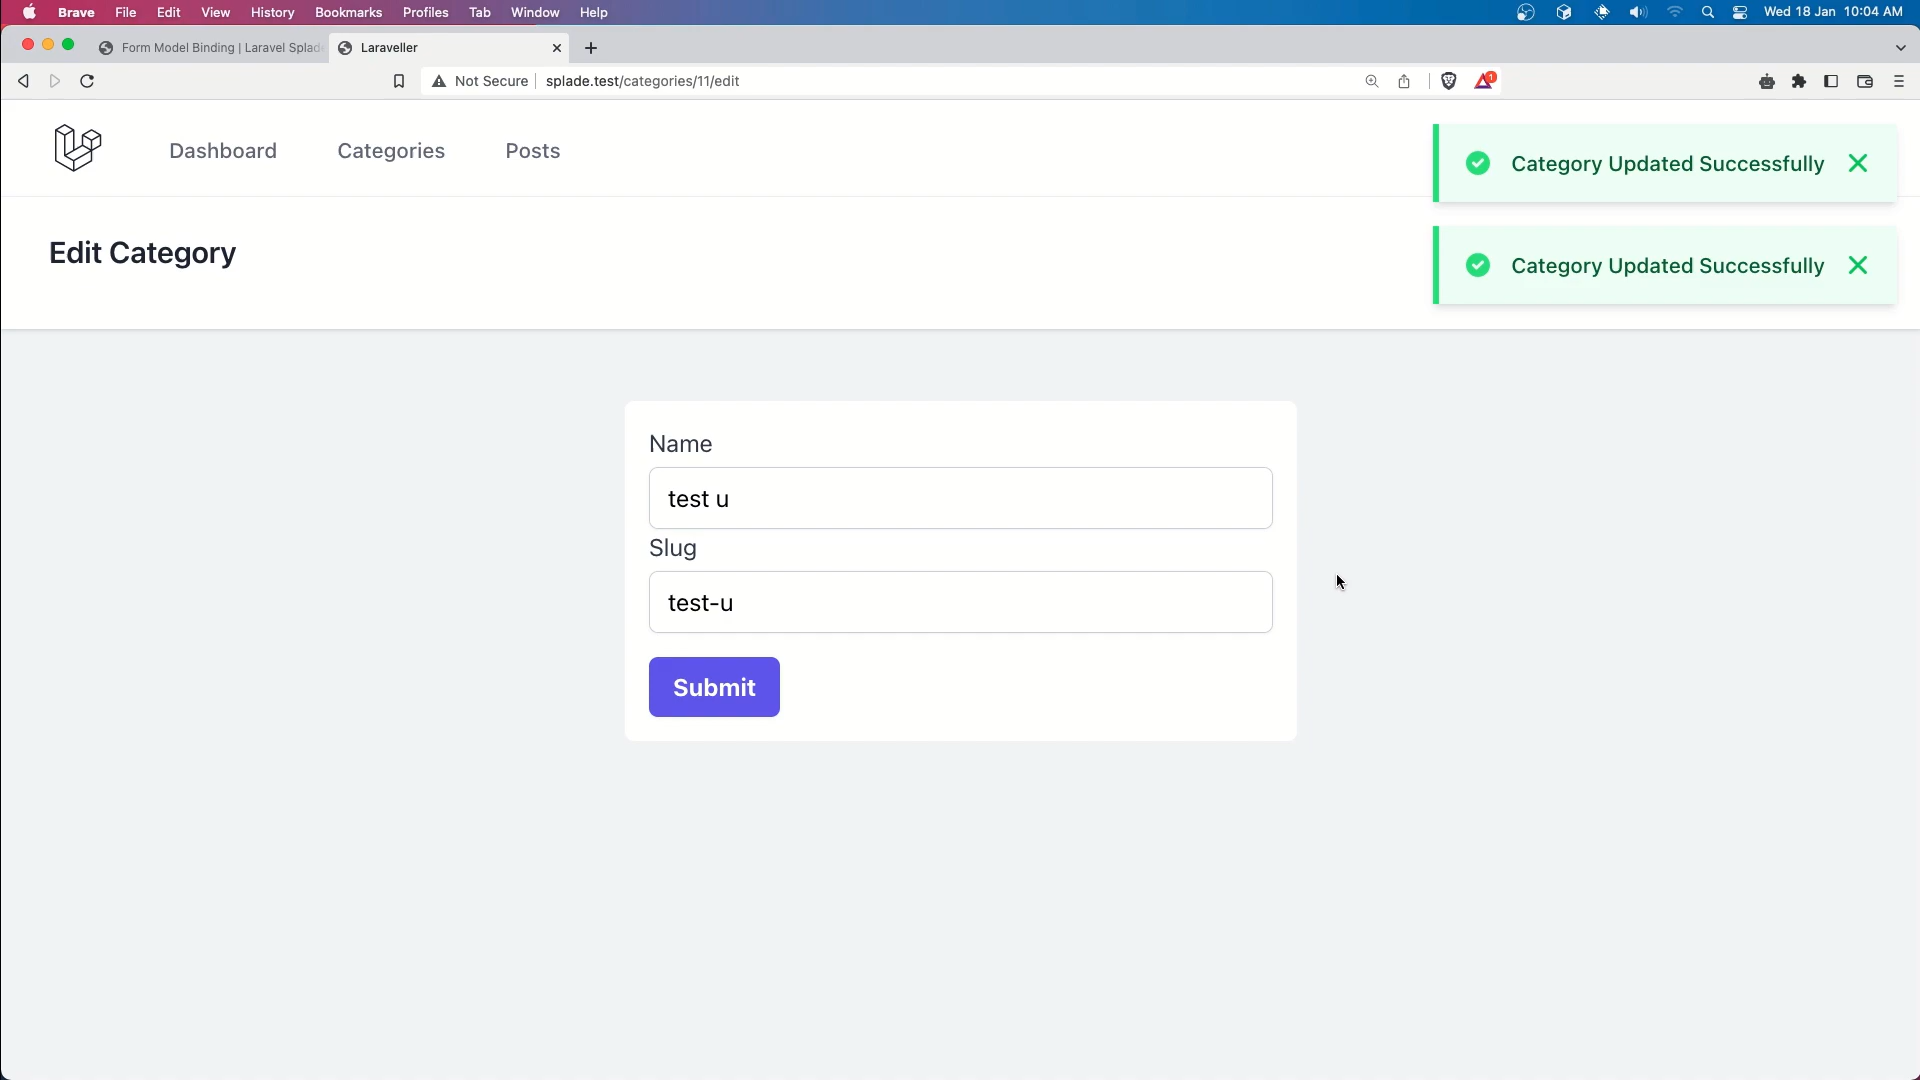 Brave File Edit View History Bookmarks Profiles Tab Window Help Wed 18 Jan 10:04 AM
Form Model Binding | Laravel Splad Laraveller
Not Secure splade.test/categories/11/edit 1
Dashboard Categories Posts
Category Updated Successfully
Edit Category
Category Updated Successfully
Name
test u
Slug
test-u
Submit